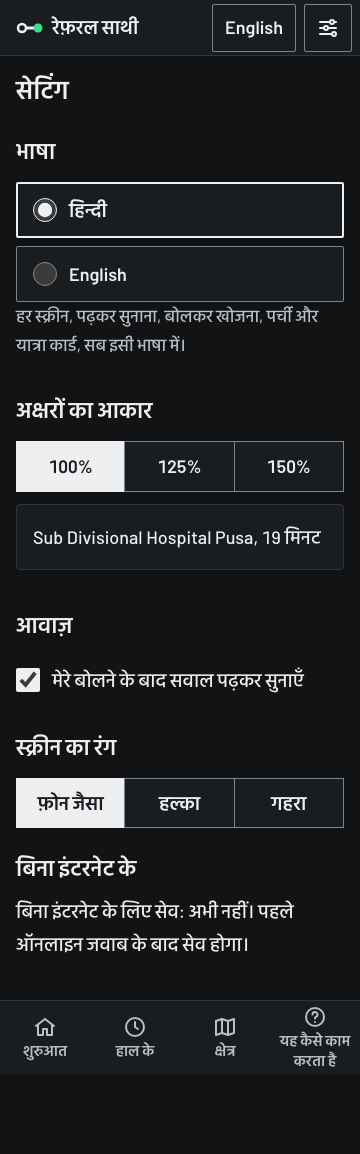 रेफ़रल साथी
English
सेटिंग
भाषा
हिन्दी
English
हर स्क्रीन, पढ़कर सुनाना, बोलकर खोजना, पर्ची और
यात्रा कार्ड, सब इसी भाषा में।
अक्षरों का आकार
100% 125% 150%
Sub Divisional Hospital Pusa, 19 मिनट
आवाज़
मेरे बोलने के बाद सवाल पढ़कर सुनाएँ
स्क्रीन का रंग
फ़ोन जैसा हल्का गहरा
बिना इंटरनेट के
बिना इंटरनेट के लिए सेव: अभी नहीं। पहले
ऑनलाइन जवाब के बाद सेव होगा।
शुरुआत हाल के क्षेत्र यह कैसे काम
करता है